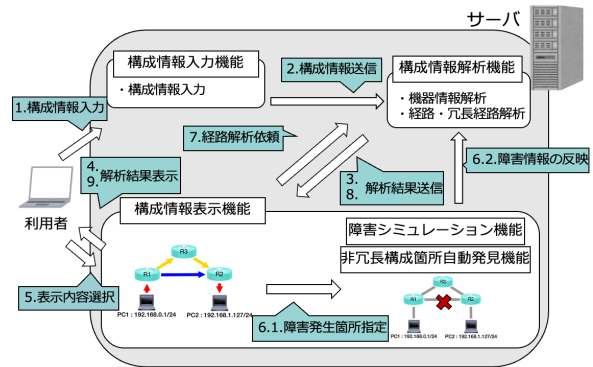 サーバ
構成情報入力機能
・構成情報入力
2.構成情報送信
構成情報解析機能
・機器情報解析
・経路・冗長経路解析
1.構成情報入力
7.経路解析依頼
4.
9. 解析結果表示
3.
8. 解析結果送信
6.2.障害情報の反映
利用者
構成情報表示機能
障害シミュレーション機能
非冗長構成箇所自動発見機能
R3
R1
R2
PC1：192.168.0.1/24
PC2：192.168.1.127/24
R3
R1
R2
PC1：192.168.0.1/24
PC2：192.168.1.127/24
5.表示内容選択
6.1.障害発生箇所指定